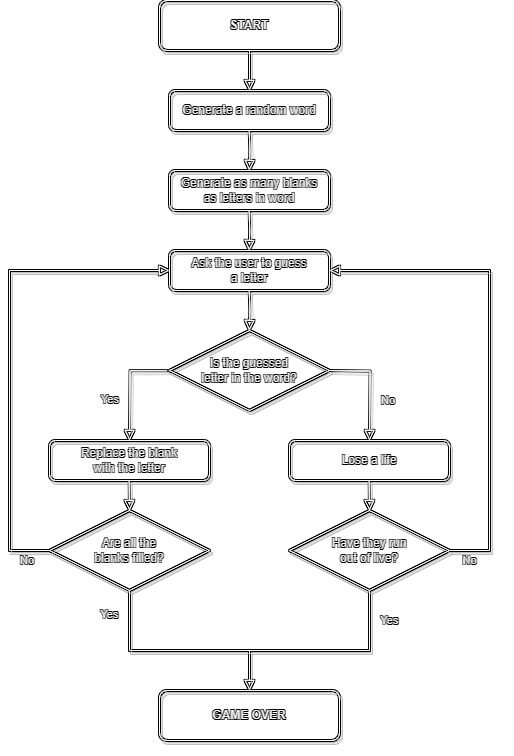 START
Generate a random word
Generate as many blanks
as letters in word
Ask the user to guess
a letter
Is the guessed
letter in the word?
Yes
No
Replace the blank
with the letter
Lose a life
Are all the
blanks filled?
Have they run
out of live?
No
No
Yes
Yes
GAME OVER